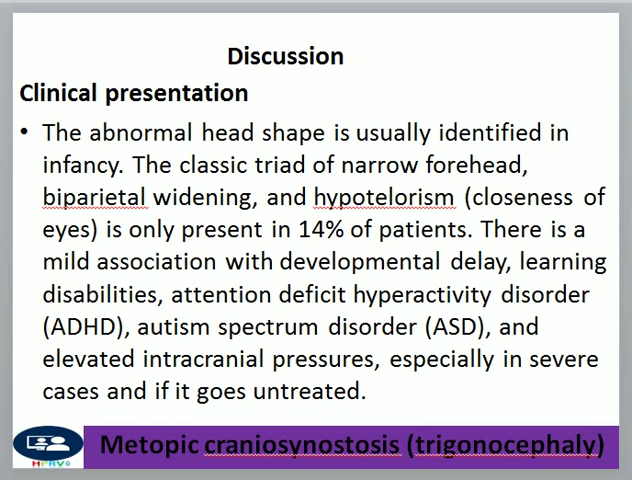 Discussion
Clinical presentation
• The abnormal head shape is usually identified in
infancy. The classic triad of narrow forehead,
biparietal widening, and hypotelorism (closeness of
eyes) is only present in 14% of patients. There is a
mild association with developmental delay, learning
disabilities, attention deficit hyperactivity disorder
(ADHD), autism spectrum disorder (ASD), and
elevated intracranial pressures, especially in severe
cases and if it goes untreated.
Metopic craniosynostosis (trigonocephaly)